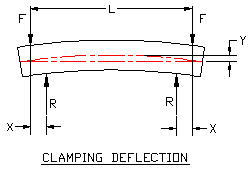 L
F F
Y
R R
X X
CLAMPING DEFLECTION